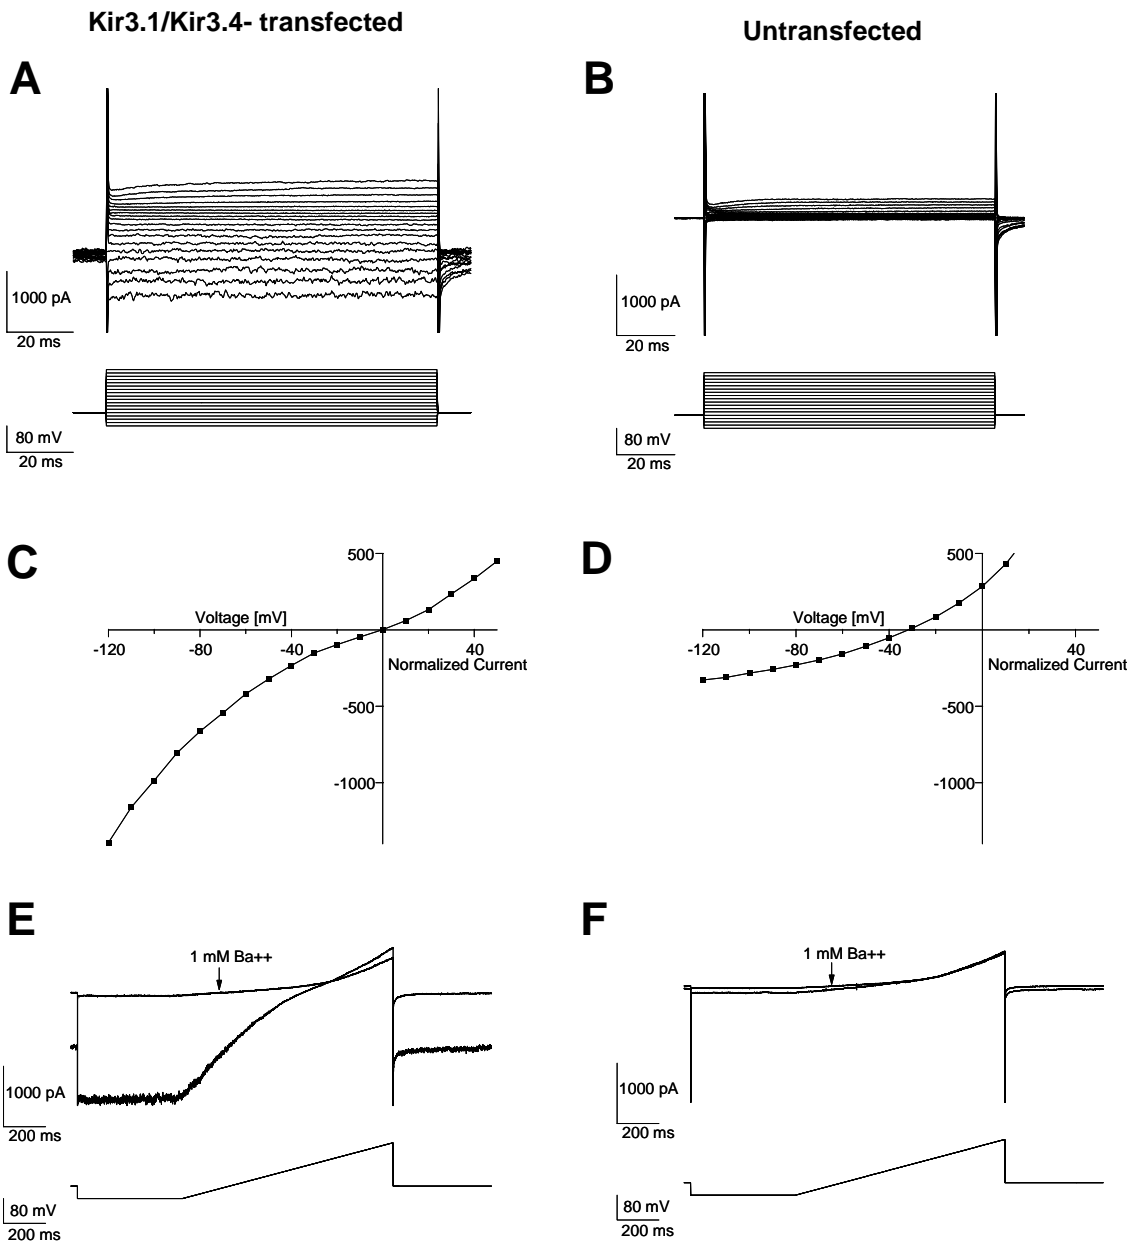 Kir3.1/Kir3.4- transfected
Untransfected
A
B
1000 pA
20 ms
1000 pA
20 ms
80 mV
20 ms
80 mV
20 ms
C
D
500
Voltage [mV]
-120
-80
-40
40
Normalized Current
-500
-1000
500
Voltage [mV]
-120
-80
-40
40
Normalized Current
-500
-1000
E
F
1 mM Ba++
1 mM Ba++
1000 pA
200 ms
1000 pA
200 ms
80 mV
200 ms
80 mV
200 ms